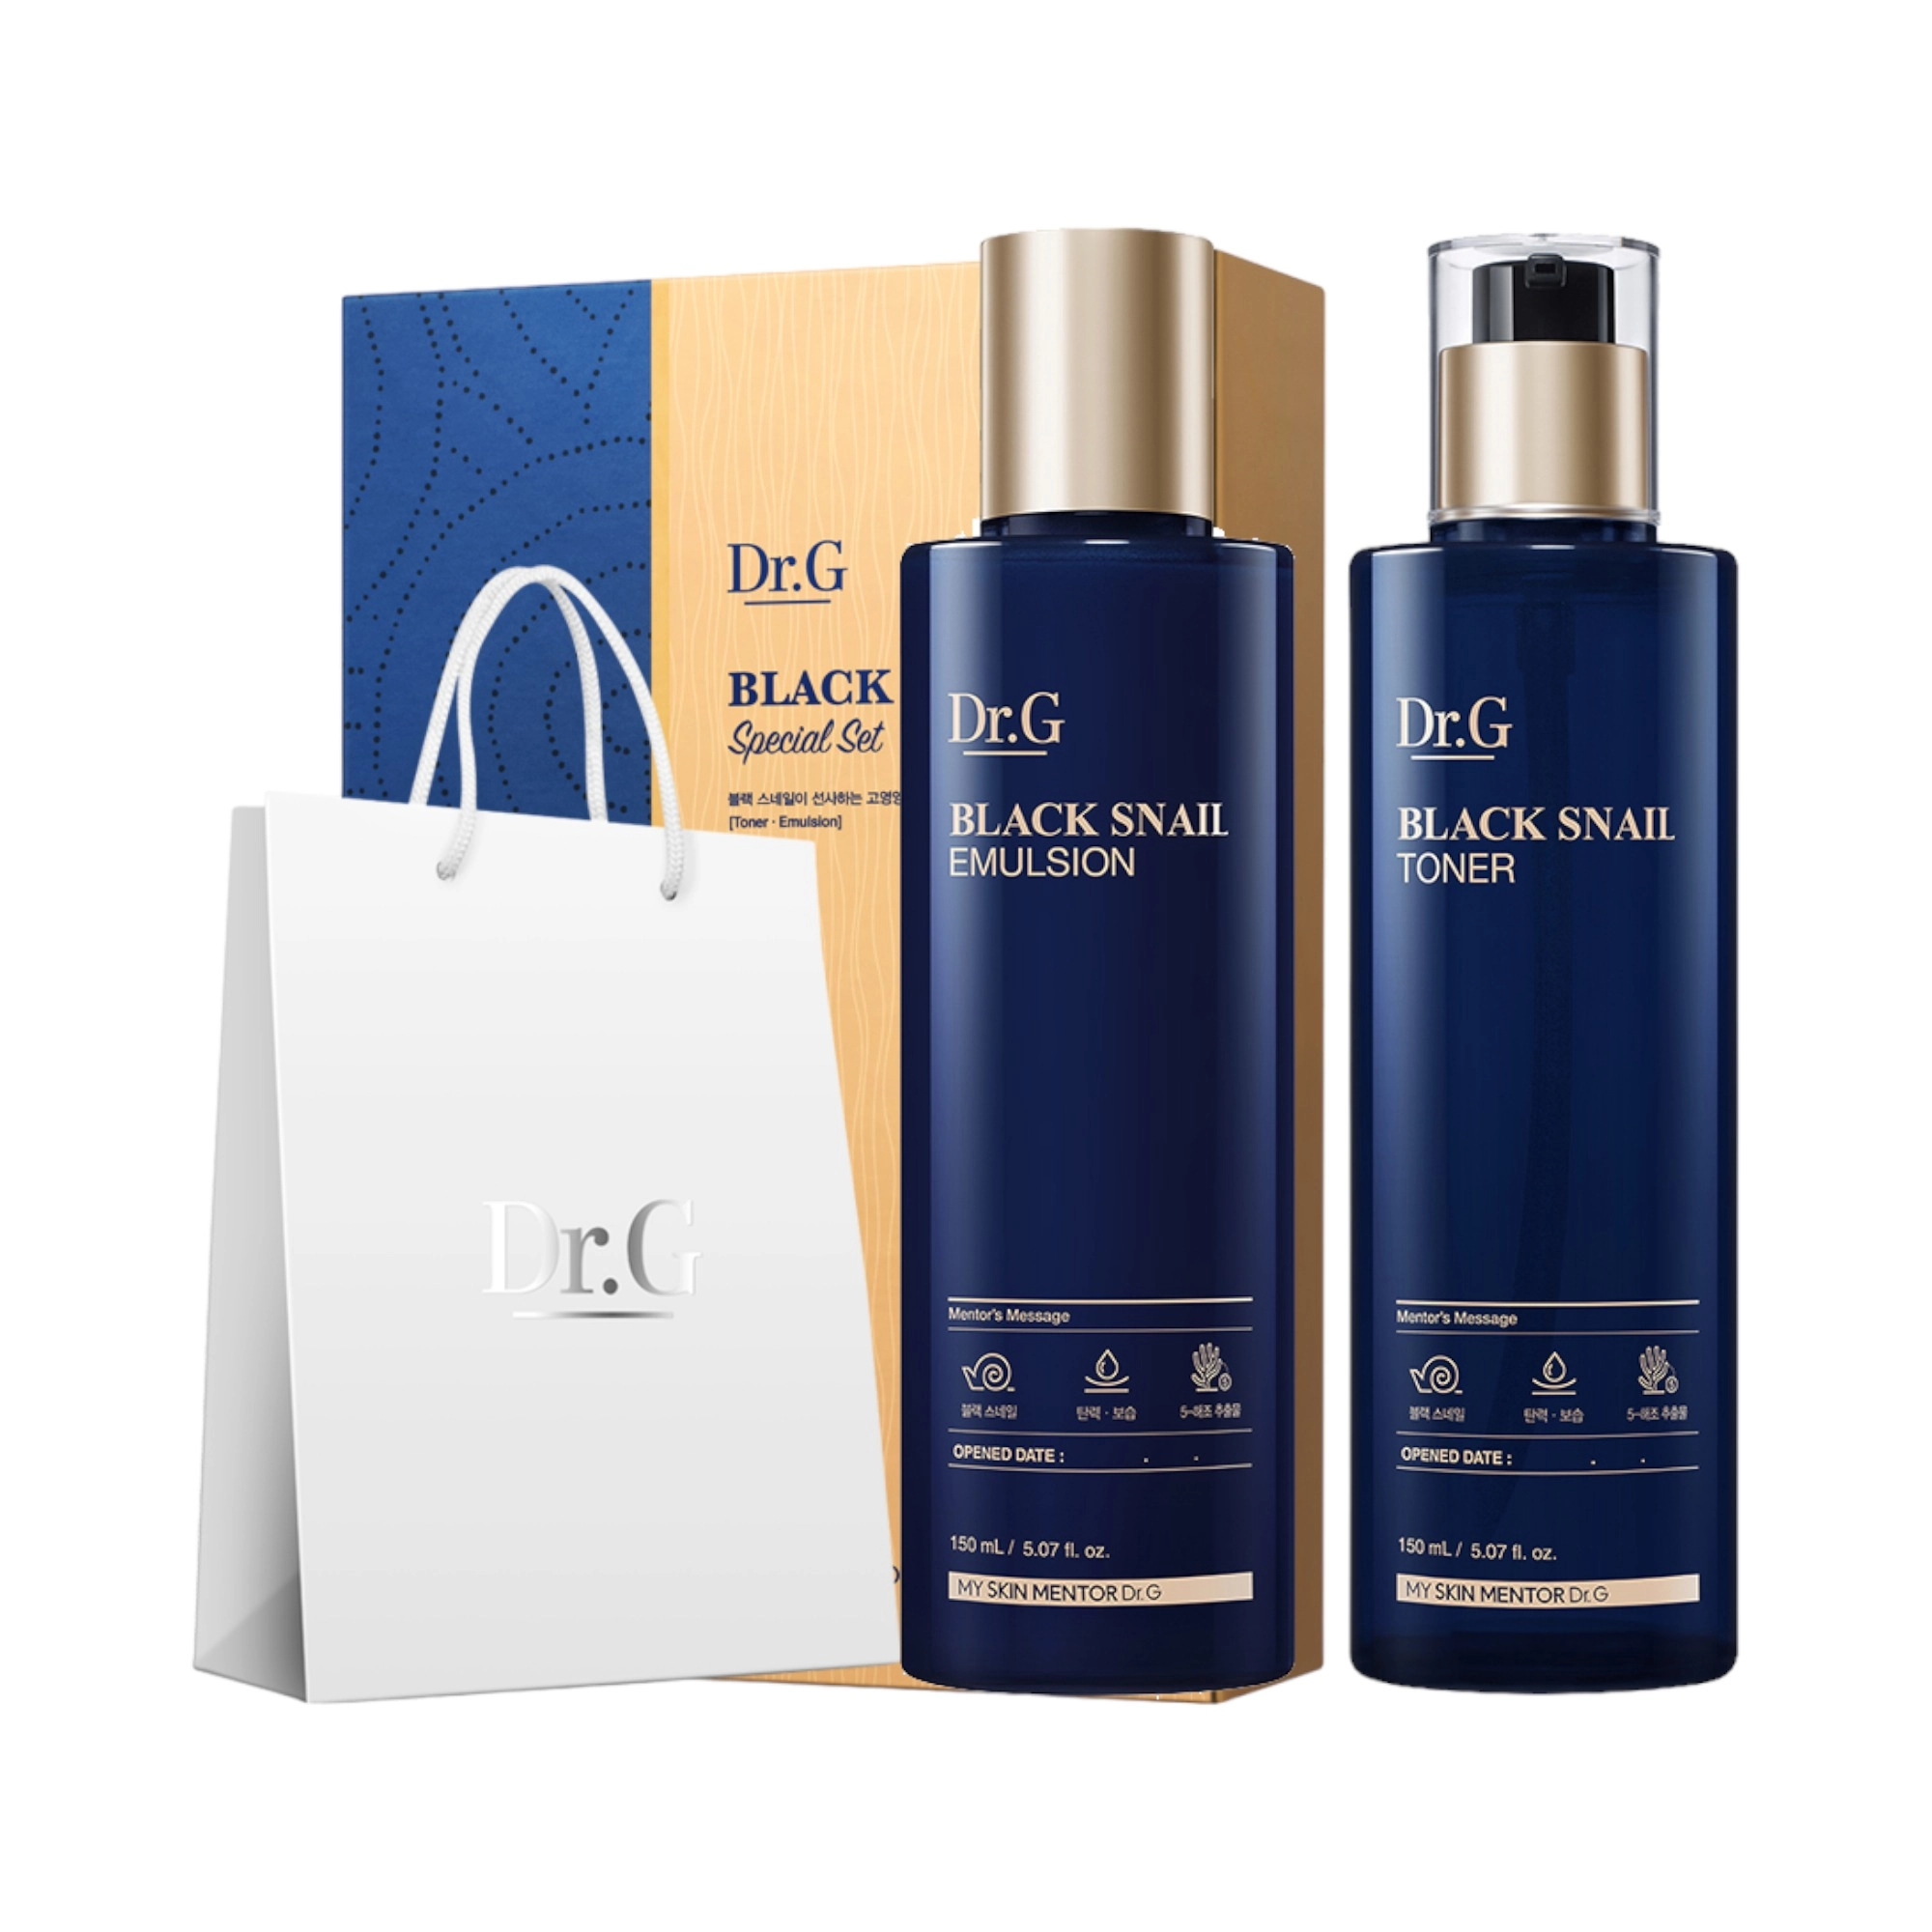 Dr.G
BLACK
Special Set
블랙 스네일이 선사하는 고영양
[Toner · Emulsion]
Dr.G
Dr.G
BLACK SNAIL
EMULSION
Mentor's Message
블랙 스네일
탄력 · 보습
5-해조 추출물
OPENED DATE : . .
150 mL / 5.07 fl. oz.
MY SKIN MENTOR Dr.G
Dr.G
BLACK SNAIL
TONER
Mentor's Message
블랙 스네일
탄력 · 보습
5-해조 추출물
OPENED DATE : . .
150 mL / 5.07 fl. oz.
MY SKIN MENTOR Dr.G